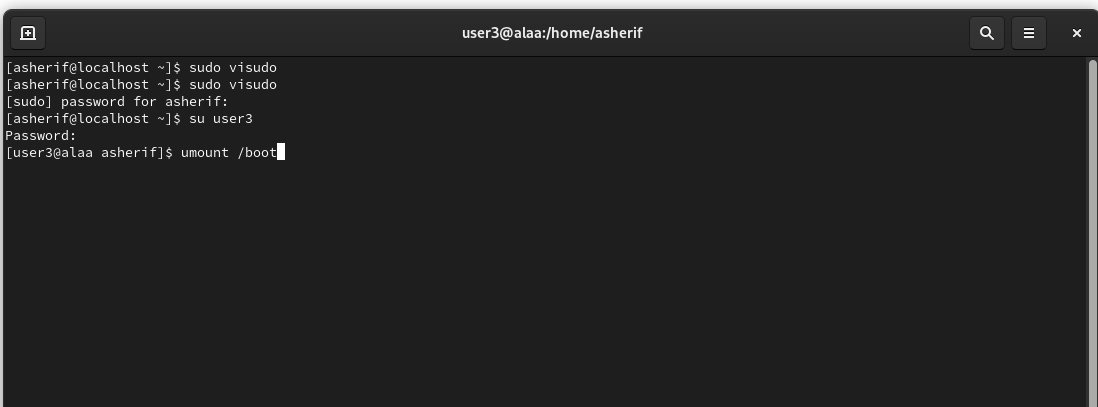 user3@alaa:/home/asherif
[asherif@localhost ~]$ sudo visudo
[asherif@localhost ~]$ sudo visudo
[sudo] password for asherif:
[asherif@localhost ~]$ su user3
Password:
[user3@alaa asherif]$ umount /boot